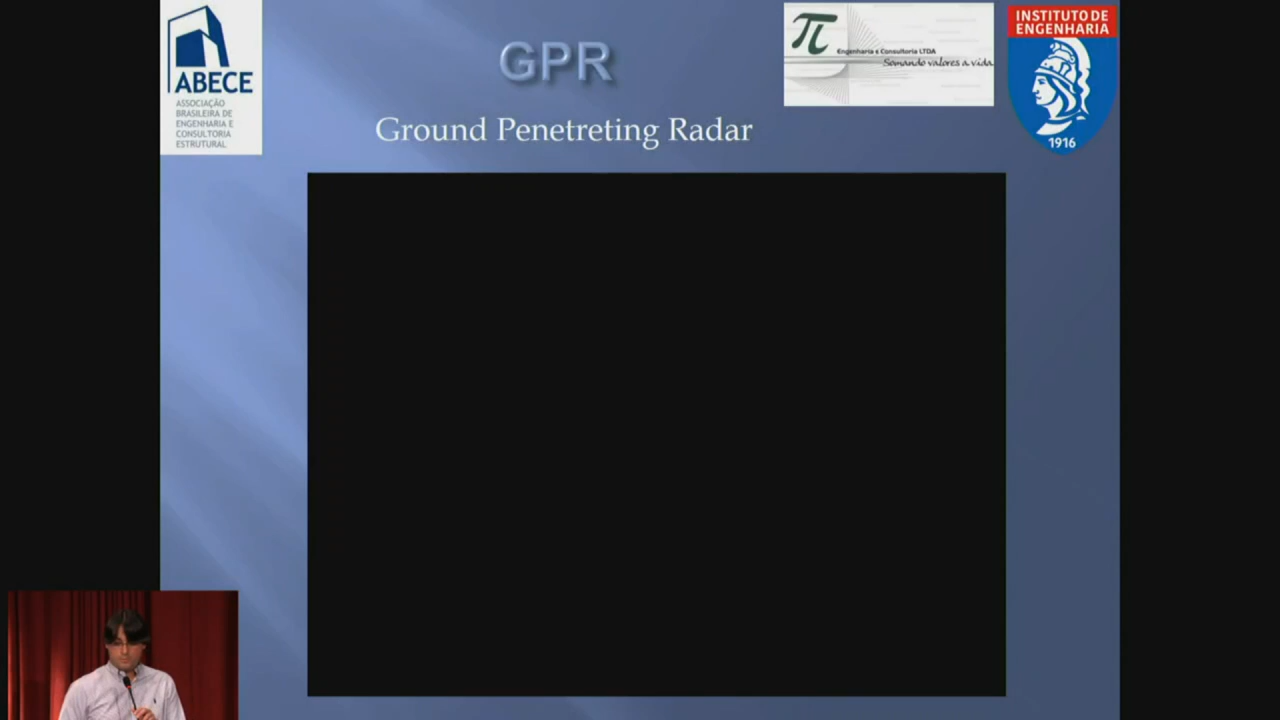 ABECE
ASSOCIAÇÃO
BRASILEIRA DE
ENGENHARIA E
CONSULTORIA
ESTRUTURAL
GPR
Ground Penetreting Radar
π
Engenharia e Consultoria LTDA
Somando valores a vida.
INSTITUTO DE
ENGENHARIA
1916